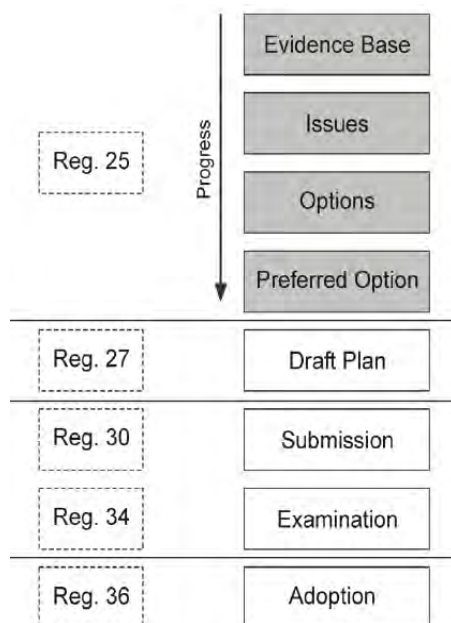 Evidence Base
Issues
Reg. 25
Progress
Options
Preferred Option
Reg. 27
Draft Plan
Reg. 30
Submission
Reg. 34
Examination
Reg. 36
Adoption